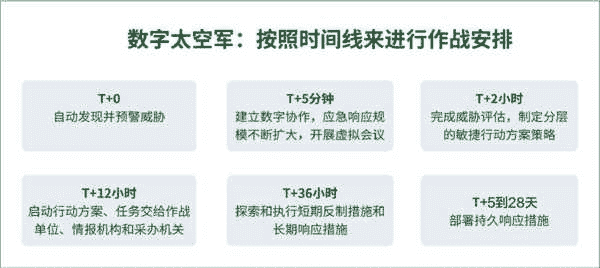 数字太空军：按照时间线来进行作战安排
T+0
自动发现并预警威胁
T+5分钟
建立数字协作，应急响应规
模不断扩大，开展虚拟会议
T+2小时
完成威胁评估，制定分层
的敏捷行动方案策略
T+12小时
启动行动方案、任务交给作战
单位、情报机构和采办机关
T+36小时
探索和执行短期反制措施和
长期响应措施
T+5到28天
部署持久响应措施